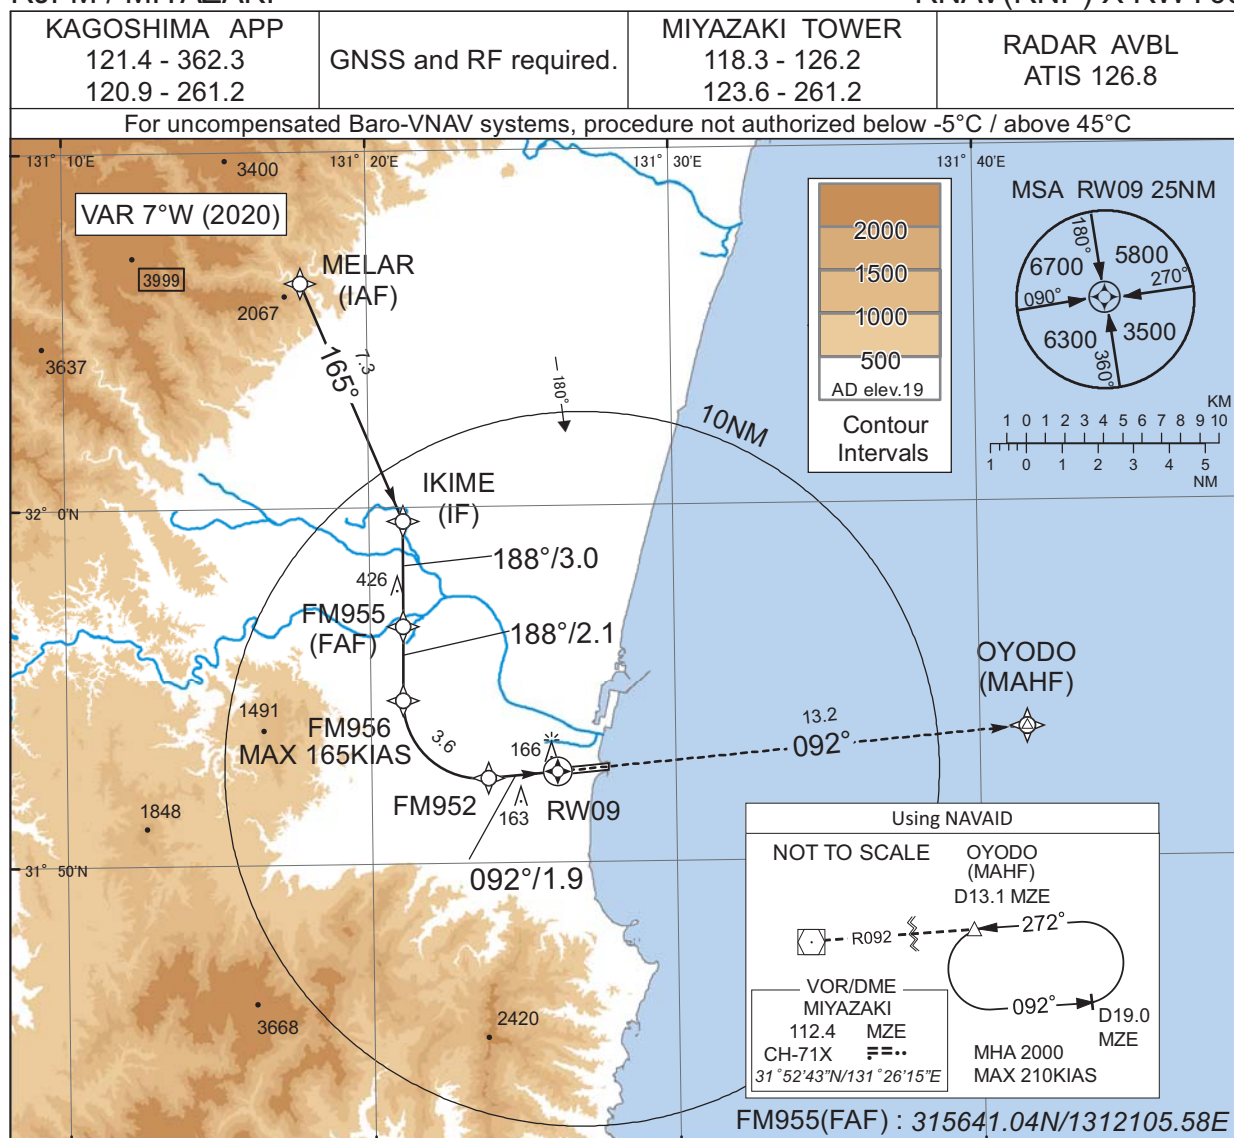 KAGOSHIMA APP
121.4 - 362.3
120.9 - 261.2
GNSS and RF required.
MIYAZAKI TOWER
118.3 - 126.2
123.6 - 261.2
RADAR AVBL
ATIS 126.8
For uncompensated Baro-VNAV systems, procedure not authorized below -5°C / above 45°C
131° 10'E
131° 20'E
131° 30'E
131° 40'E
3400
VAR 7°W (2020)
3999
2067
3637
MELAR
(IAF)
165°
7.3
180°
10NM
IKIME
(IF)
32° 0'N
188°/3.0
426
FM955
(FAF)
188°/2.1
1491
FM956
MAX 165KIAS
3.6
166
13.2
092°
OYODO
(MAHF)
FM952
163
RW09
1848
31° 50'N
092°/1.9
3668
2420
2000
1500
1000
500
AD elev.19
Contour
Intervals
MSA RW09 25NM
180°
6700
5800
270°
090°
6300
3500
360°
KM
1 0 1 2 3 4 5 6 7 8 9 10
1 0 1 2 3 4 5
NM
Using NAVAID
NOT TO SCALE
OYODO
(MAHF)
D13.1 MZE
R092
272°
092°
D19.0
MZE
VOR/DME
MIYAZAKI
112.4 MZE
CH-71X
31°52'43"N/131°26'15"E
MHA 2000
MAX 210KIAS
FM955(FAF) : 315641.04N/1312105.58E